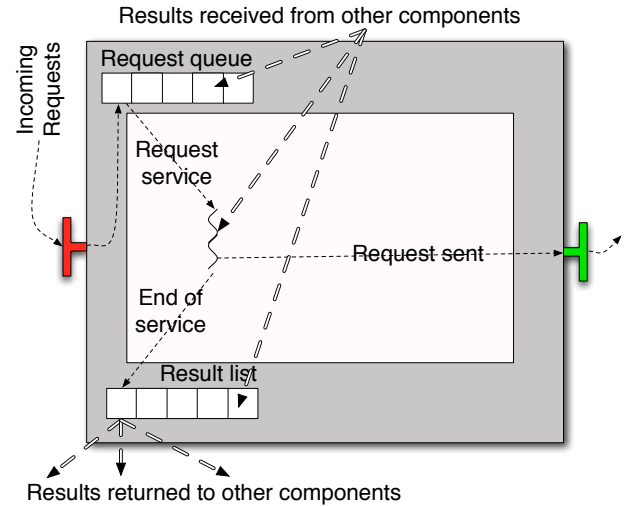 Results received from other components
Incoming
Requests
Request queue
Request
service
Request sent
End of
service
Result list
Results returned to other components